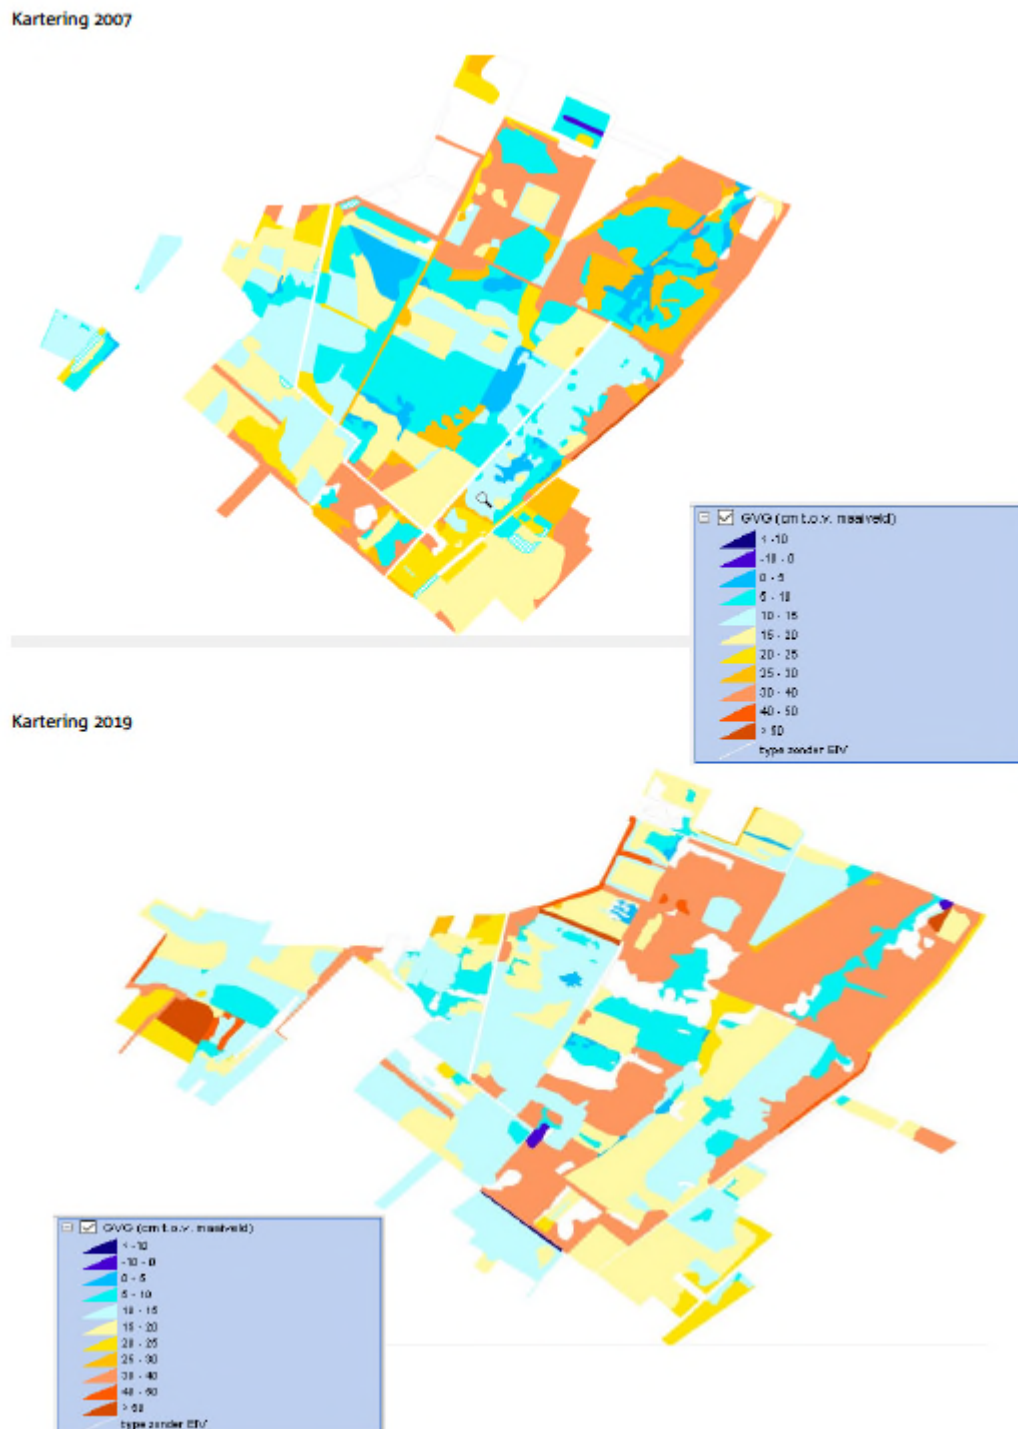 Kartering 2007
GVG (cm t.o.v. maaiveld)
< -10
-10 - 0
0 - 5
5 - 10
10 - 15
15 - 20
20 - 25
25 - 30
30 - 40
40 - 50
> 50
type zonder EIV
Kartering 2019
GVG (cm t.o.v. maaiveld)
< -10
-10 - 0
0 - 5
5 - 10
10 - 15
15 - 20
20 - 25
25 - 30
30 - 40
40 - 50
> 50
type zonder EIV